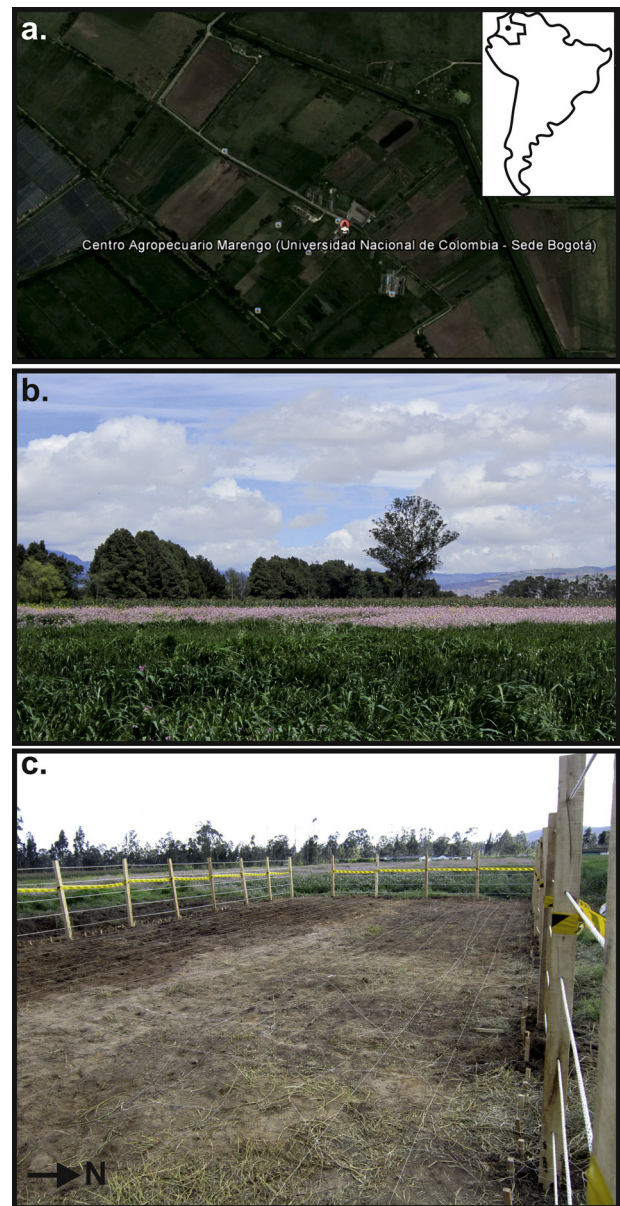 a.
Centro Agropecuario Marengo (Universidad Nacional de Colombia - Sede Bogotá)
b.
c.
N